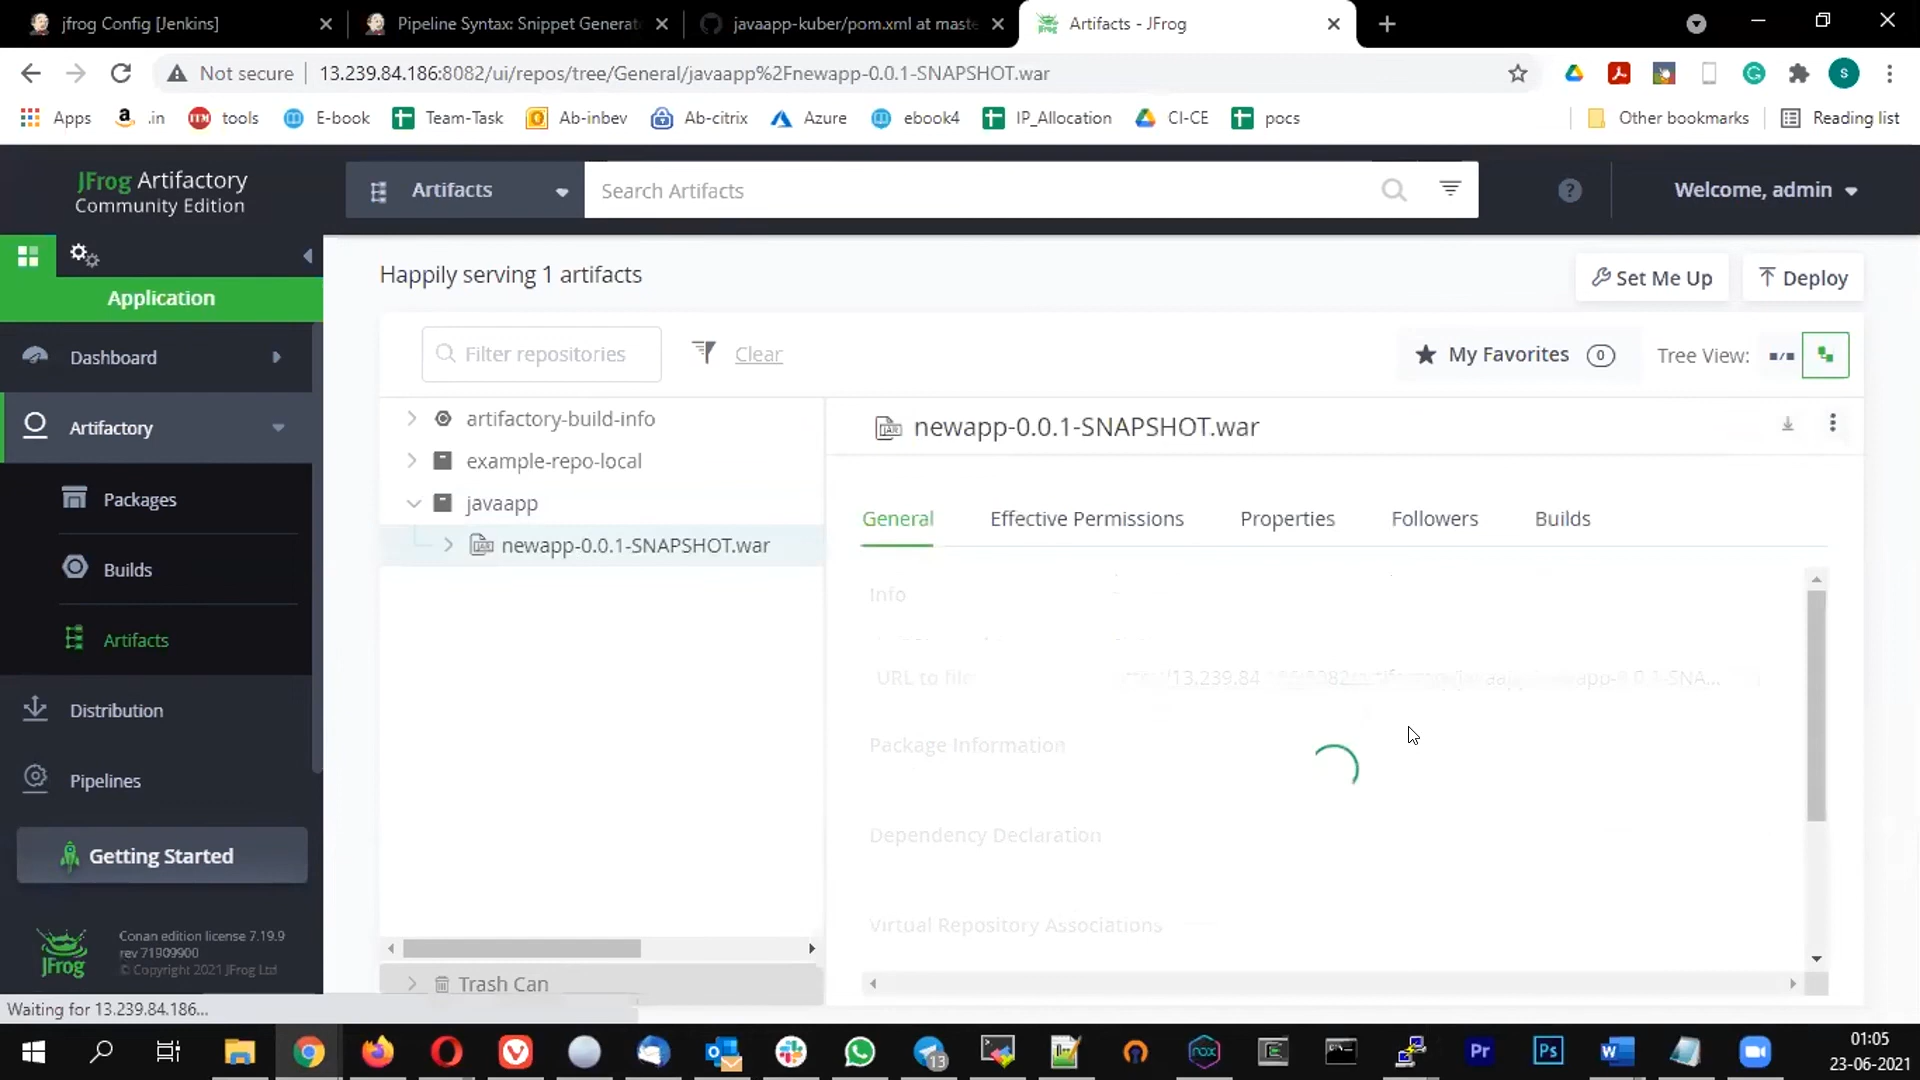 jfrog Config [Jenkins]
Pipeline Syntax: Snippet Generat
javaapp-kuber/pom.xml at maste
Artifacts - JFrog
Not secure
13.239.84.186:8082/ui/repos/tree/General/javaapp%2Fnewapp-0.0.1-SNAPSHOT.war
S
Apps
.in
tools
E-book
Team-Task
Ab-inbev
Ab-citrix
Azure
ebook4
IP_Allocation
CI-CE
pocs
Other bookmarks
Reading list
JFrog Artifactory
Community Edition
Artifacts
Search Artifacts
Welcome, admin
Application
Happily serving 1 artifacts
Set Me Up
Deploy
Dashboard
Filter repositories
Clear
My Favorites 0
Tree View:
Artifactory
artifactory-build-info
example-repo-local
javaapp
newapp-0.0.1-SNAPSHOT.war
newapp-0.0.1-SNAPSHOT.war
General
Effective Permissions
Properties
Followers
Builds
Packages
Builds
Artifacts
Info
URL to file
Package Information
Dependency Declaration
Virtual Repository Associations
Distribution
Pipelines
Getting Started
JFrog
Conan edition license 7.19.9
rev 71909900
© Copyright 2021 JFrog Ltd
Trash Can
Waiting for 13.239.84.186...
13
nox
Pr
Ps
W
01:05
23-06-2021